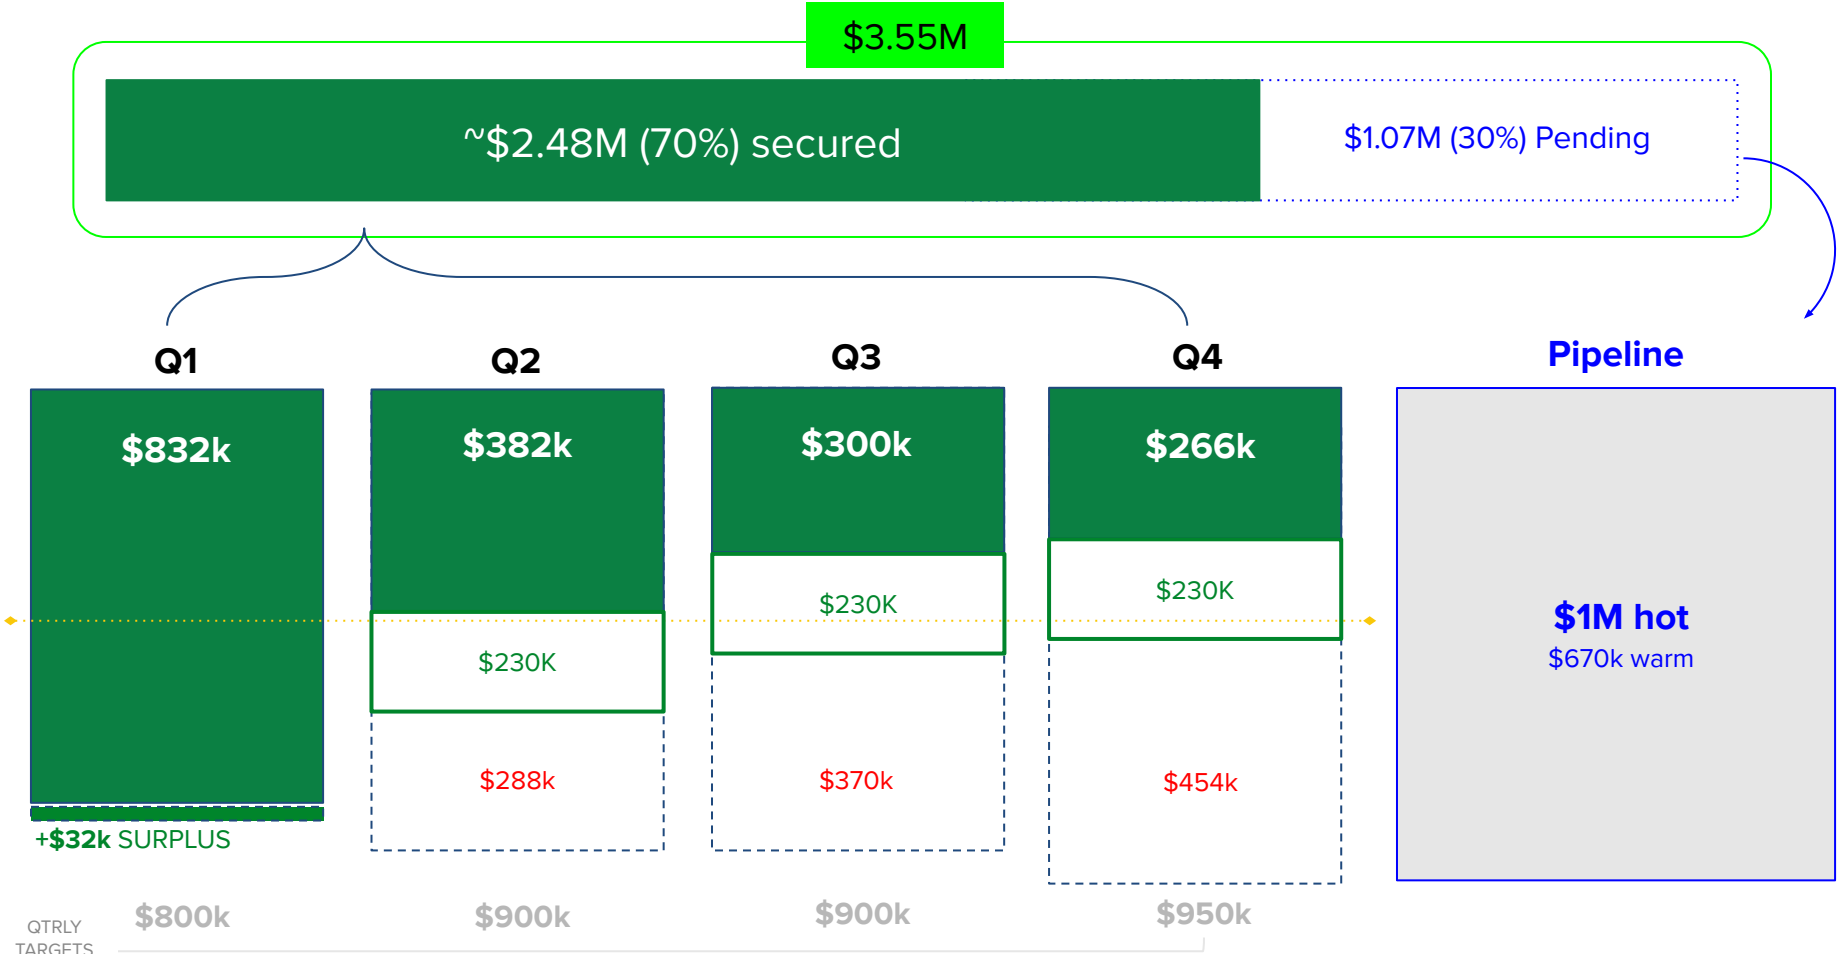 $3.55M
~$2.48M (70%) secured
$1.07M (30%) Pending
Q1
Q2
Q3
Q4
Pipeline
$832k
$382k
$300k
$266k
$230K
$230K
$230K
$1M hot
$670k warm
$288k
$370k
$454k
+$32k SURPLUS
QTRLY
TARGETS
$800k
$900k
$900k
$950k